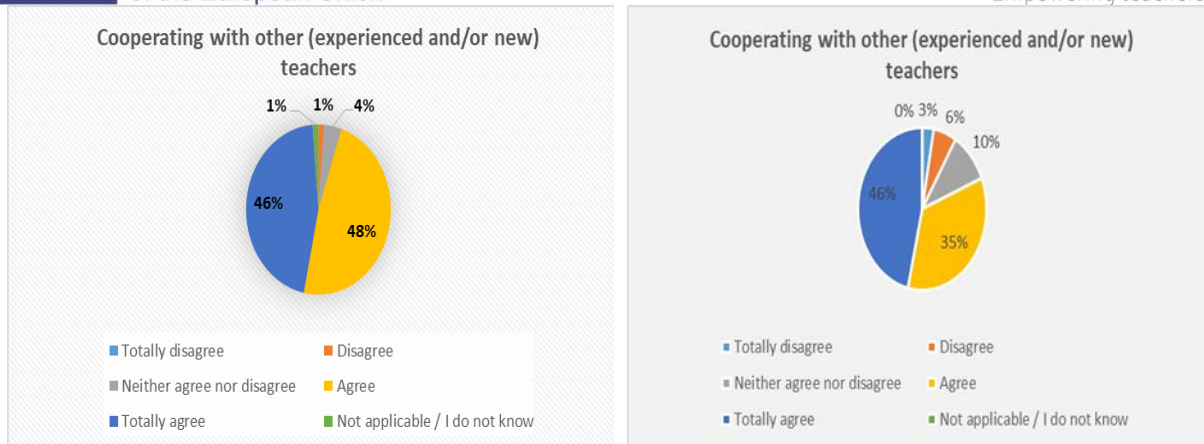 Cooperating with other (experienced and/or new)
teachers
1%
1%
4%
46%
48%
Totally disagree
Disagree
Neither agree nor disagree
Agree
Totally agree
Not applicable / I do not know
Cooperating with other (experienced and/or new)
teachers
0%
3%
6%
10%
46%
35%
Totally disagree
Disagree
Neither agree nor disagree
Agree
Totally agree
Not applicable / I do not know